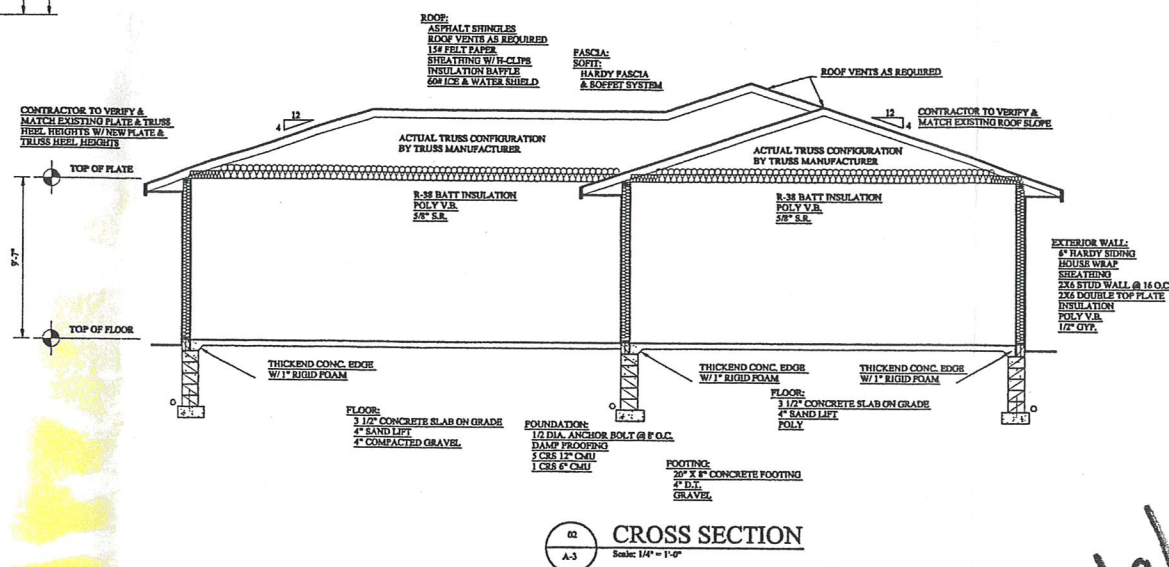 ROOF:
ASPHALT SHINGLES
ROOF VENTS AS REQUIRED
15# FELT PAPER
SHEATHING W/ H-CLIPS
INSULATION BAFFLE
60# ICE & WATER SHIELD
FASCIA:
SOFIT:
HARDY FASCIA
& SOFFET SYSTEM
ROOF VENTS AS REQUIRED
CONTRACTOR TO VERIFY &
MATCH EXISTING PLATE & TRUSS
HEEL HEIGHTS W/ NEW PLATE &
TRUSS HEEL HEIGHTS
12
4
ACTUAL TRUSS CONFIGURATION
BY TRUSS MANUFACTURER
12
4
CONTRACTOR TO VERIFY &
MATCH EXISTING ROOF SLOPE
ACTUAL TRUSS CONFIGURATION
BY TRUSS MANUFACTURER
TOP OF PLATE
R-38 BATT INSULATION
POLY V.B.
5/8" S.R.
R-38 BATT INSULATION
POLY V.B.
5/8" S.R.
9'-7"
EXTERIOR WALL:
6" HARDY SIDING
HOUSE WRAP
SHEATHING
2X6 STUD WALL @ 16 O.C.
2X6 DOUBLE TOP PLATE
INSULATION
POLY V.B.
1/2" GYP.
TOP OF FLOOR
THICKEND CONC. EDGE
W/ 1" RIGID FOAM
THICKEND CONC. EDGE
W/ 1" RIGID FOAM
THICKEND CONC. EDGE
W/ 1" RIGID FOAM
FLOOR:
3 1/2" CONCRETE SLAB ON GRADE
4" SAND LIFT
4" COMPACTED GRAVEL
FOUNDATION:
1/2 DIA. ANCHOR BOLT @ 8' O.C.
DAMP PROOFING
5 CRS 12" CMU
1 CRS 6" CMU
FLOOR:
3 1/2" CONCRETE SLAB ON GRADE
4" SAND LIFT
POLY
FOOTING:
20" X 8" CONCRETE FOOTING
4" D.T.
GRAVEL
02
A-3
CROSS SECTION
Scale: 1/4" = 1'-0"